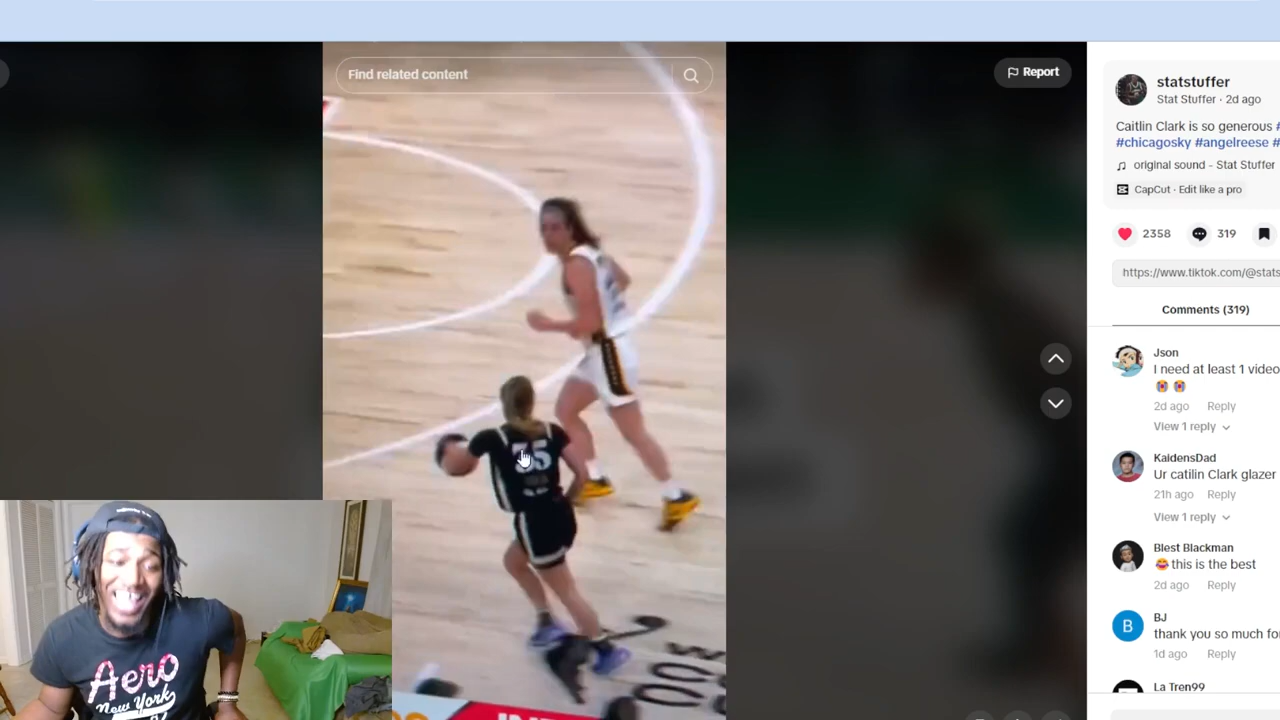 Find related content
Report
statstuffer
Stat Stuffer · 2d ago
Caitlin Clark is so generous #
#chicagosky #angelreese #
original sound - Stat Stuffer
CapCut · Edit like a pro
2358
319
https://www.tiktok.com/@stats
Comments (319)
Json
I need at least 1 video
2d ago Reply
View 1 reply
KaidensDad
Ur catilin Clark glazer
21h ago Reply
View 1 reply
Blest Blackman
this is the best
2d ago Reply
B
BJ
thank you so much fo
1d ago Reply
La Tren99
35
Aero
New York